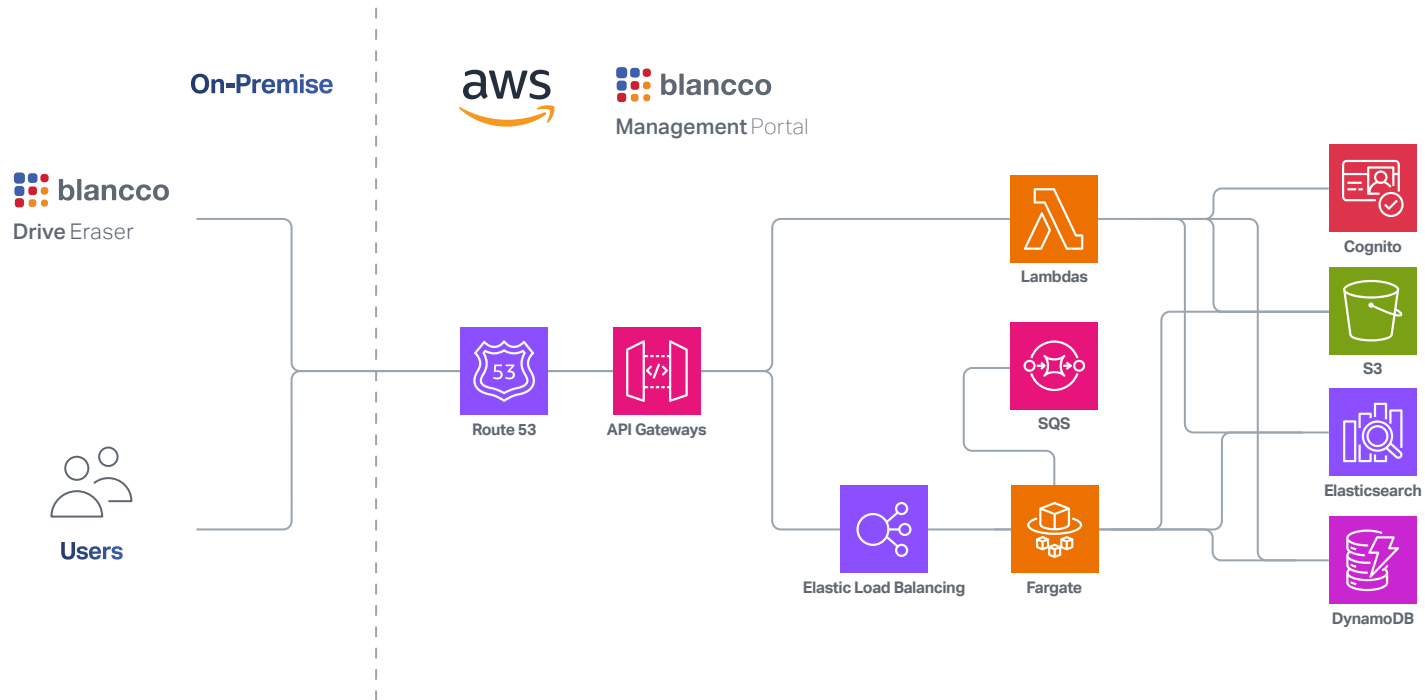 On-Premise
aws
blancco
Management Portal
blancco
Drive Eraser
Users
53
Route 53
</>
API Gateways
Lambdas
SQS
Elastic Load Balancing
Fargate
Cognito
S3
Elasticsearch
DynamoDB